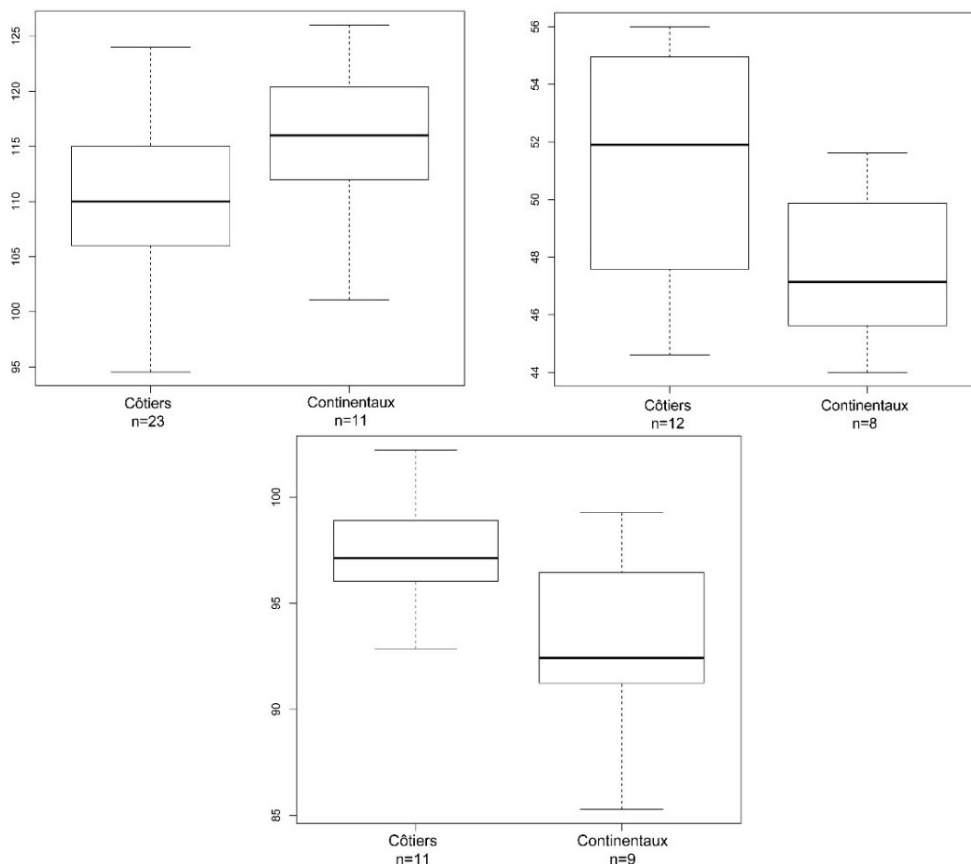 125
120
115
110
105
100
95
Côtiers
n=23
Continentaux
n=11
56
54
52
50
48
46
44
Côtiers
n=12
Continentaux
n=8
100
95
90
85
Côtiers
n=11
Continentaux
n=9